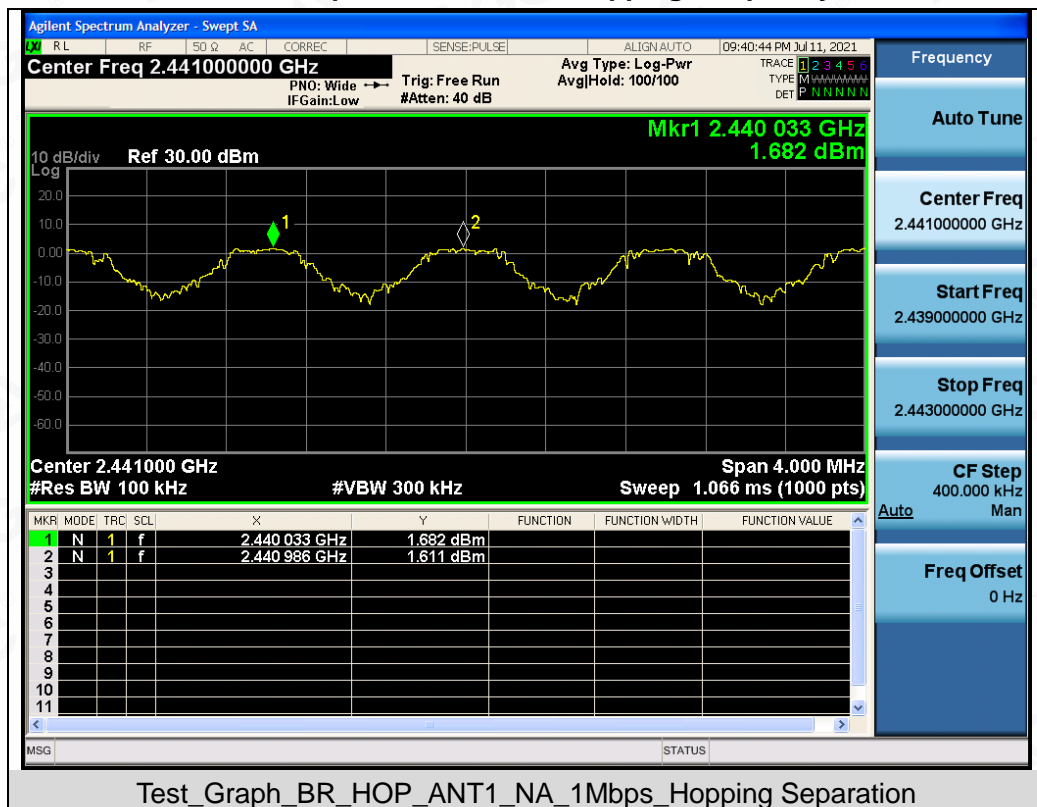 Agilent Spectrum Analyzer - Swept SA
LXI RL RF 50 Ω AC CORREC SENSE:PULSE ALIGN AUTO 09:40:44 PM Jul 11, 2021
Center Freq 2.441000000 GHz
PNO: Wide
IFGain:Low
Trig: Free Run
#Atten: 40 dB
Avg Type: Log-Pwr
Avg|Hold: 100/100
TRACE 1 2 3 4 5 6
TYPE M WWWWW
DET P N N N N N
Mkr1 2.440 033 GHz
1.682 dBm
10 dB/div Ref 30.00 dBm
Log
20.0
10.0
0.00
-10.0
-20.0
-30.0
-40.0
-50.0
-60.0
1
2
Center 2.441000 GHz Span 4.000 MHz
#Res BW 100 kHz #VBW 300 kHz Sweep 1.066 ms (1000 pts)
MKR MODE TRC SCL X Y FUNCTION FUNCTION WIDTH FUNCTION VALUE
1 N 1 f 2.440 033 GHz 1.682 dBm
2 N 1 f 2.440 986 GHz 1.611 dBm
3
4
5
6
7
8
9
10
11
MSG STATUS
Frequency
Auto Tune
Center Freq
2.441000000 GHz
Start Freq
2.439000000 GHz
Stop Freq
2.443000000 GHz
CF Step
400.000 kHz
Auto Man
Freq Offset
0 Hz
Test_Graph_BR_HOP_ANT1_NA_1Mbps_Hopping Separation